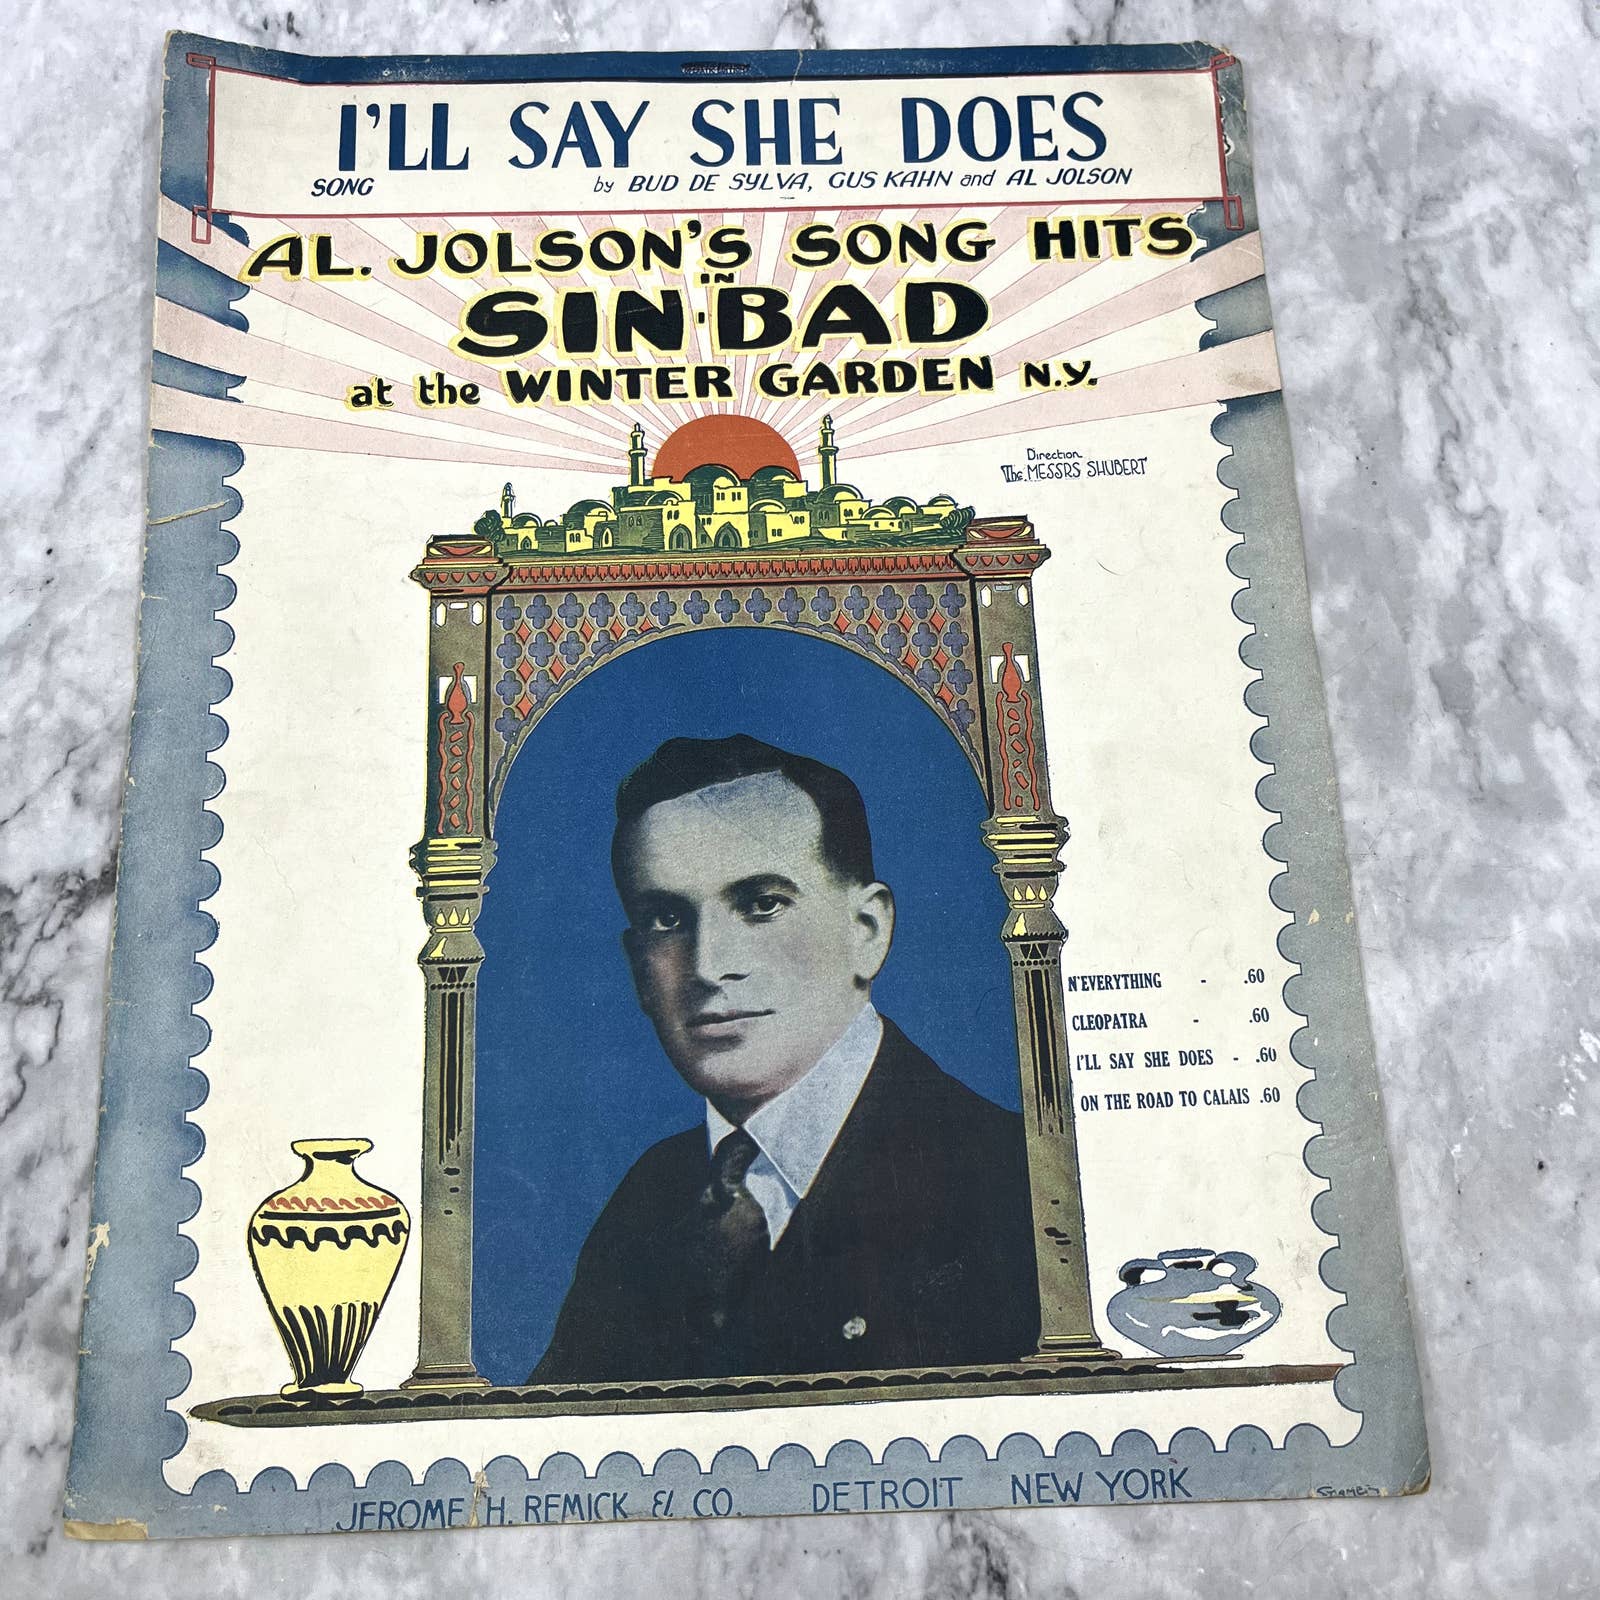 I'LL SAY SHE DOES
SONG by BUD DE SYLVA, GUS KAHN and AL JOLSON
AL. JOLSON'S SONG HITS
IN
SIN-BAD
at the WINTER GARDEN N.Y.
Direction
The MESSRS SHUBERT
N'EVERYTHING - .60
CLEOPATRA - .60
I'LL SAY SHE DOES - .60
ON THE ROAD TO CALAIS .60
JEROME H. REMICK & CO. DETROIT NEW YORK